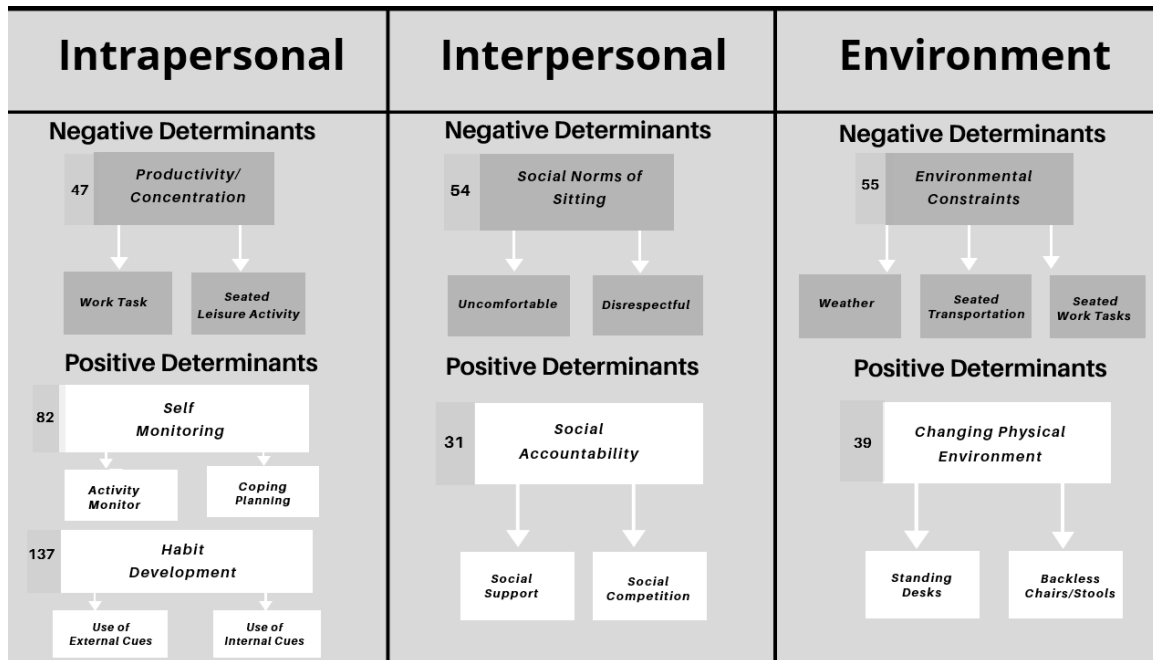 Intrapersonal
Negative Determinants
47
Productivity/
Concentration
Work Task
Seated
Leisure Activity
Positive Determinants
82
Self
Monitoring
Activity
Monitor
Coping
Planning
137
Habit
Development
Use of
External Cues
Use of
Internal Cues
Interpersonal
Negative Determinants
54
Social Norms of
Sitting
Uncomfortable
Disrespectful
Positive Determinants
31
Social
Accountability
Social
Support
Social
Competition
Environment
Negative Determinants
55
Environmental
Constraints
Weather
Seated
Transportation
Seated
Work Tasks
Positive Determinants
39
Changing Physical
Environment
Standing
Desks
Backless
Chairs/Stools